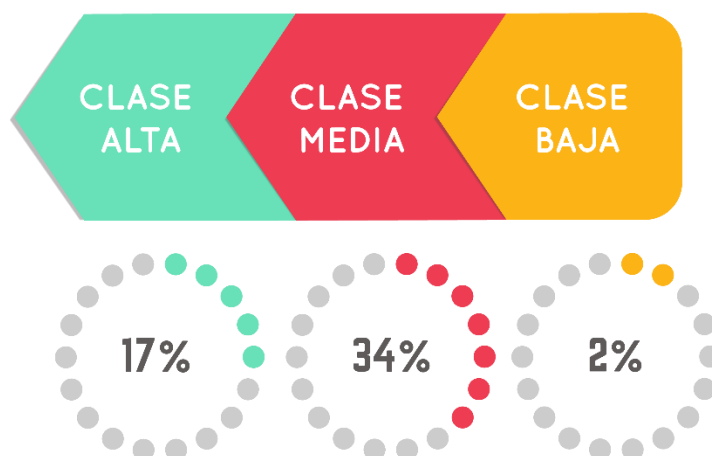 CLASE
ALTA
CLASE
MEDIA
CLASE
BAJA
17%
34%
2%